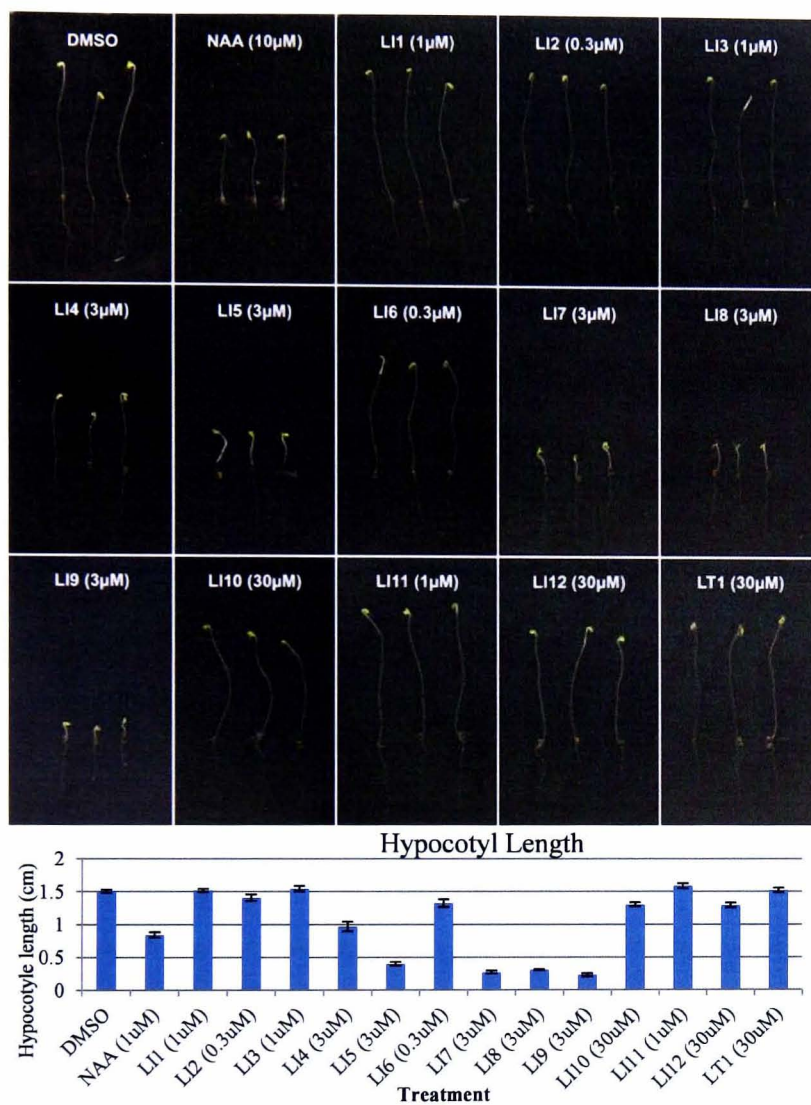 DMSO NAA (10µM) LI1 (1µM) LI2 (0.3µM) LI3 (1µM)
LI4 (3µM) LI5 (3µM) LI6 (0.3µM) LI7 (3µM) LI8 (3µM)
LI9 (3µM) LI10 (30µM) LI11 (1µM) LI12 (30µM) LT1 (30µM)
Hypocotyl Length
Hypocotyle length (cm)
2
1.5
1
0.5
0
DMSO NAA (1uM) LI1 (1uM) LI2 (0.3uM) LI3 (1uM) LI4 (3uM) LI5 (3uM) LI6 (0.3uM) LI7 (3uM) LI8 (3uM) LI9 (3uM) LI10 (30uM) LI11 (1uM) LI12 (30uM) LT1 (30uM)
Treatment